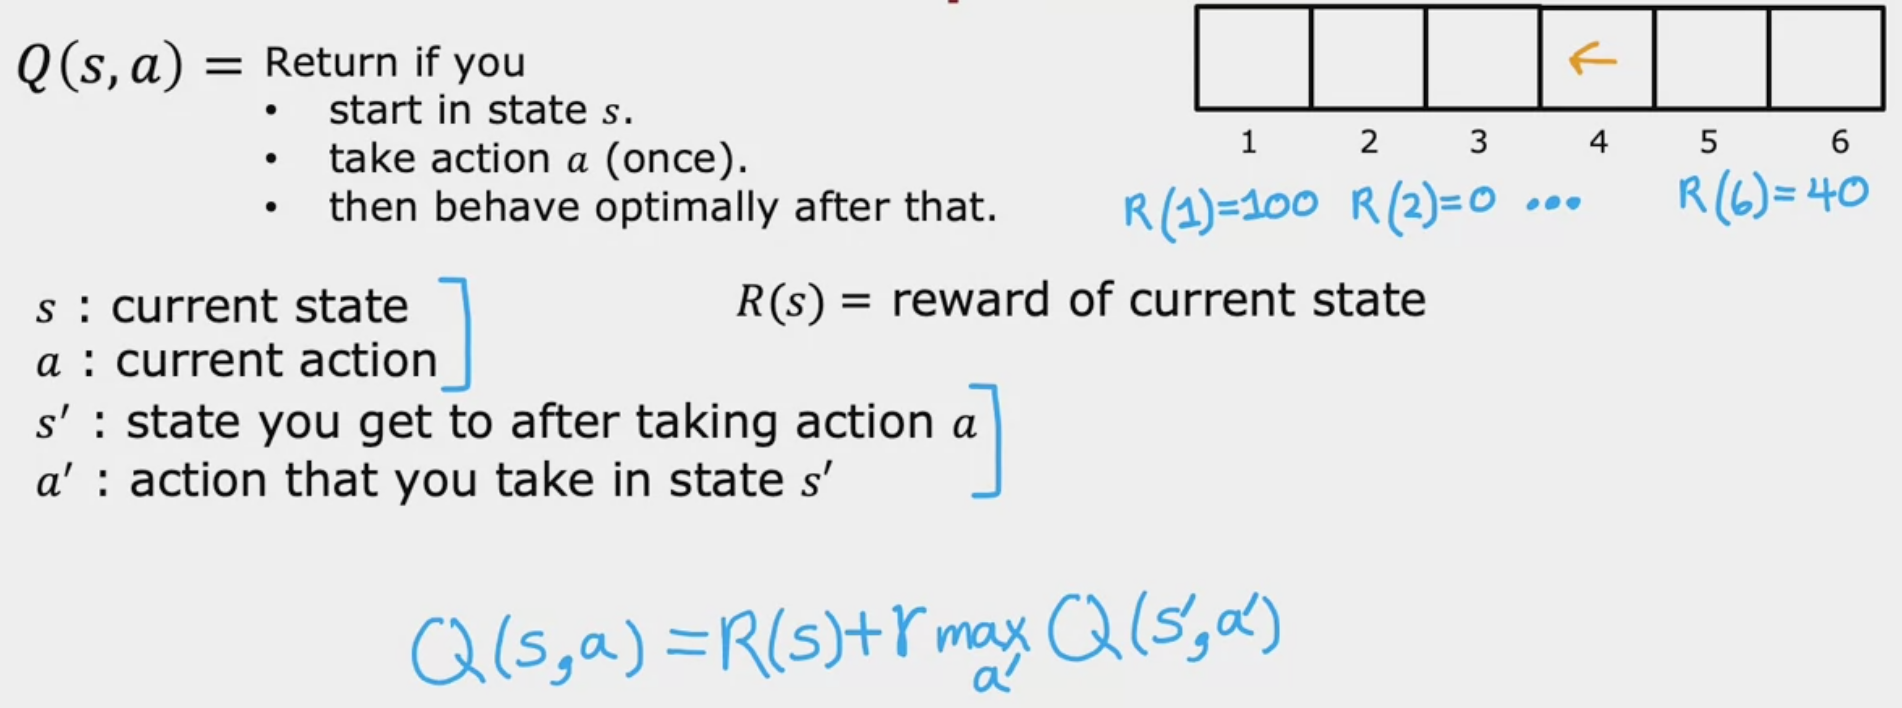 Q(s, a) = Return if you
• start in state s.
• take action a (once).
• then behave optimally after that.
←
1 2 3 4 5 6
R(1)=100 R(2)=0 ... R(6)=40
s : current state
a : current action
R(s) = reward of current state
s′ : state you get to after taking action a
a′ : action that you take in state s′
Q(s,a) = R(s)+γ max Q(s′,a′)
a′